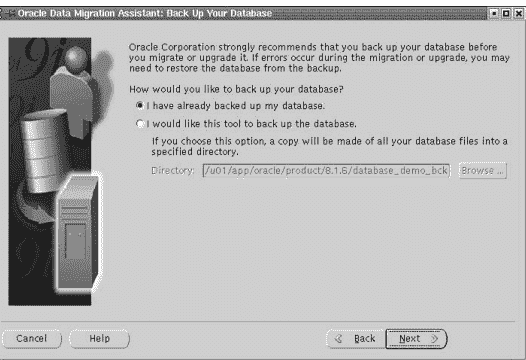 Oracle Data Migration Assistant: Back Up Your Database
Oracle Corporation strongly recommends that you back up your database before
you migrate or upgrade it. If errors occur during the migration or upgrade, you may
need to restore the database from the backup.
How would you like to back up your database?
I have already backed up my database.
I would like this tool to back up the database.
If you choose this option, a copy will be made of all your database files into a
specified directory.
Directory: /u01/app/oracle/product/8.1.6/database_demo_bck Browse ...
Cancel Help Back Next